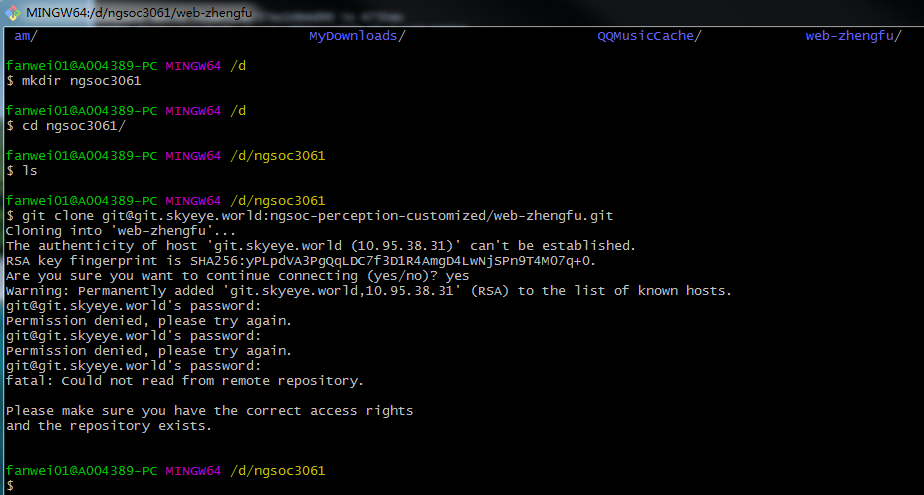 MINGW64:/d/ngsoc3061/web-zhengfu
am/ MyDownloads/ QQMusicCache/ web-zhengfu/
fanwei01@A004389-PC MINGW64 /d
$ mkdir ngsoc3061
fanwei01@A004389-PC MINGW64 /d
$ cd ngsoc3061/
fanwei01@A004389-PC MINGW64 /d/ngsoc3061
$ ls
fanwei01@A004389-PC MINGW64 /d/ngsoc3061
$ git clone git@git.skyeye.world:ngsoc-perception-customized/web-zhengfu.git
Cloning into 'web-zhengfu'...
The authenticity of host 'git.skyeye.world (10.95.38.31)' can't be established.
RSA key fingerprint is SHA256:yPLpdVA3PgQqQLDC7f3D1R4AmgD4LwNjSPn9T4M07q+0.
Are you sure you want to continue connecting (yes/no)? yes
Warning: Permanently added 'git.skyeye.world,10.95.38.31' (RSA) to the list of known hosts.
git@git.skyeye.world's password:
Permission denied, please try again.
git@git.skyeye.world's password:
Permission denied, please try again.
git@git.skyeye.world's password:
fatal: Could not read from remote repository.
Please make sure you have the correct access rights
and the repository exists.
fanwei01@A004389-PC MINGW64 /d/ngsoc3061
$